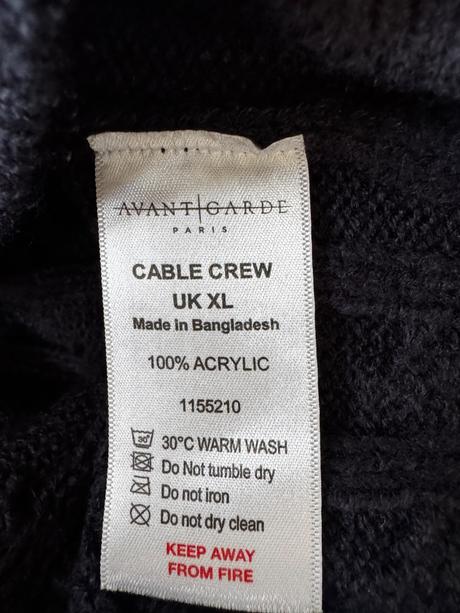 AVANT|GARDE
PARIS
CABLE CREW
UK XL
Made in Bangladesh
100% ACRYLIC
1155210
30 30°C WARM WASH
Do Not tumble dry
Do not iron
Do not dry clean
KEEP AWAY
FROM FIRE